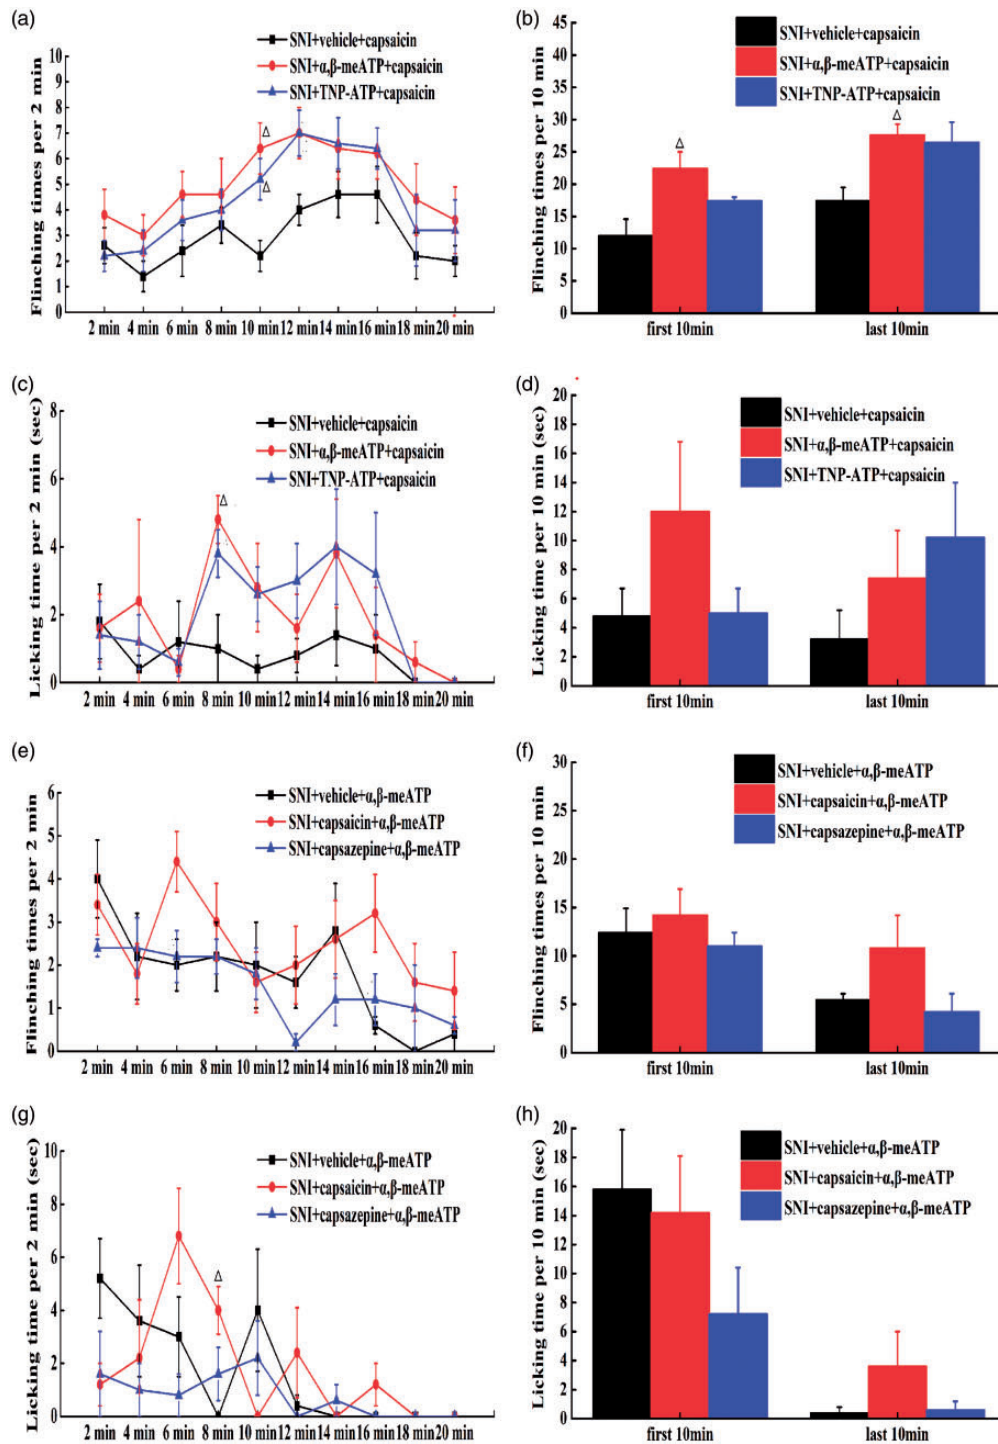 (a)
SNI+vehicle+capsaicin
SNI+α,β-meATP+capsaicin
SNI+TNP-ATP+capsaicin
Flinching times per 2 min
10
9
8
7
6
5
4
3
2
1
0
Δ
Δ
2 min 4 min 6 min 8 min 10 min 12 min 14 min 16 min 18 min 20 min
(b)
SNI+vehicle+capsaicin
SNI+α,β-meATP+capsaicin
SNI+TNP-ATP+capsaicin
Flinching times per 10 min
45
40
35
30
25
20
15
10
5
0
Δ
Δ
first 10min last 10min
(c)
SNI+vehicle+capsaicin
SNI+α,β-meATP+capsaicin
SNI+TNP-ATP+capsaicin
Licking time per 2 min (sec)
8
6
4
2
0
Δ
2 min 4 min 6 min 8 min 10 min 12 min 14 min 16 min 18 min 20 min
(d)
SNI+vehicle+capsaicin
SNI+α,β-meATP+capsaicin
SNI+TNP-ATP+capsaicin
Licking time per 10 min (sec)
20
18
16
14
12
10
8
6
4
2
0
first 10min last 10min
(e)
SNI+vehicle+α,β-meATP
SNI+capsaicin+α,β-meATP
SNI+capsazepine+α,β-meATP
Flinching times per 2 min
6
5
4
3
2
1
0
2 min 4 min 6 min 8 min 10 min 12 min 14 min 16 min 18 min 20 min
(f)
SNI+vehicle+α,β-meATP
SNI+capsaicin+α,β-meATP
SNI+capsazepine+α,β-meATP
Flinching times per 10 min
30
25
20
15
10
5
0
first 10min last 10min
(g)
SNI+vehicle+α,β-meATP
SNI+capsaicin+α,β-meATP
SNI+capsazepine+α,β-meATP
Licking time per 2 min (sec)
10
8
6
4
2
0
Δ
2 min 4 min 6 min 8 min 10 min 12 min 14 min 16 min 18 min 20 min
(h)
SNI+vehicle+α,β-meATP
SNI+capsaicin+α,β-meATP
SNI+capsazepine+α,β-meATP
Licking time per 10 min (sec)
20
18
16
14
12
10
8
6
4
2
0
first 10min last 10min